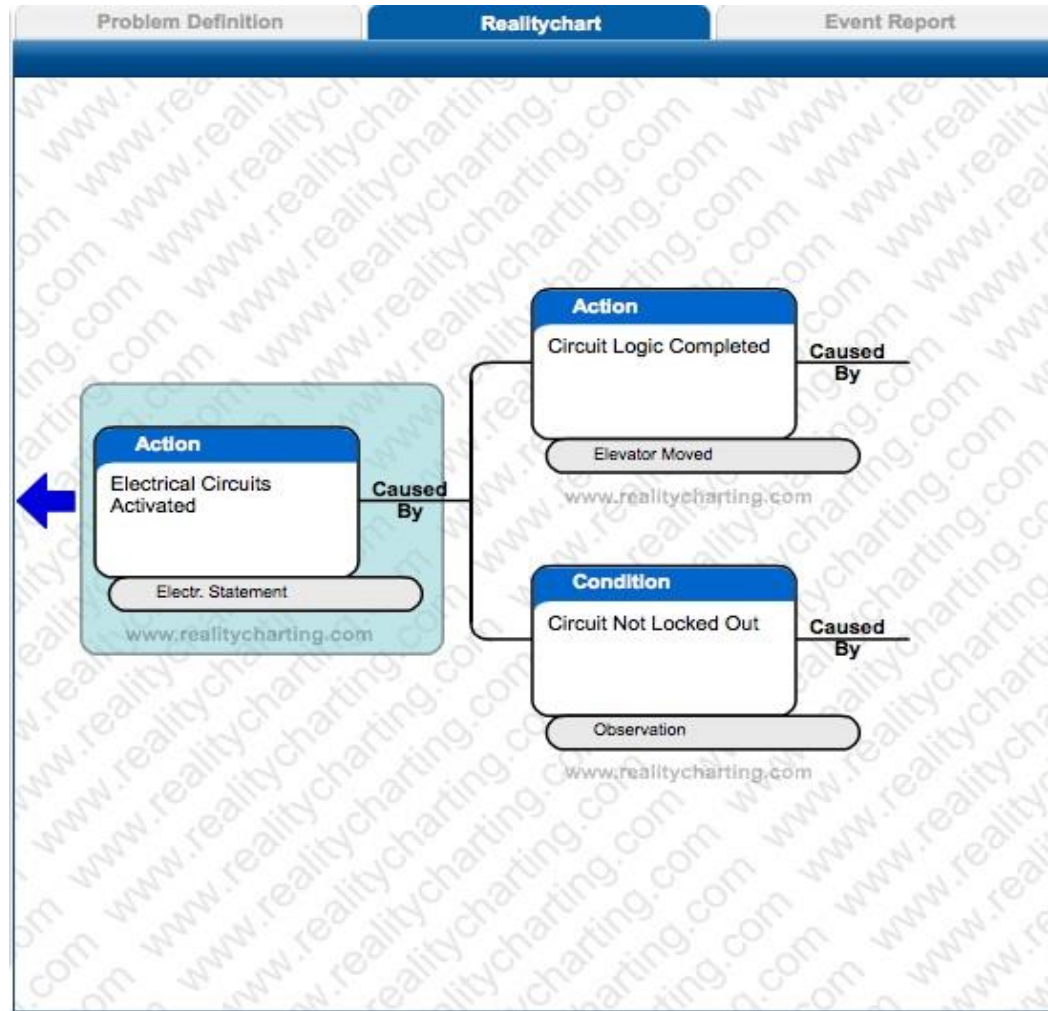 Problem Definition
Realitychart
Event Report
Action
Circuit Logic Completed
Caused
By
Elevator Moved
www.realitycharting.com
Action
Electrical Circuits
Activated
Caused
By
Electr. Statement
www.realitycharting.com
Condition
Circuit Not Locked Out
Caused
By
Observation
www.realitycharting.com